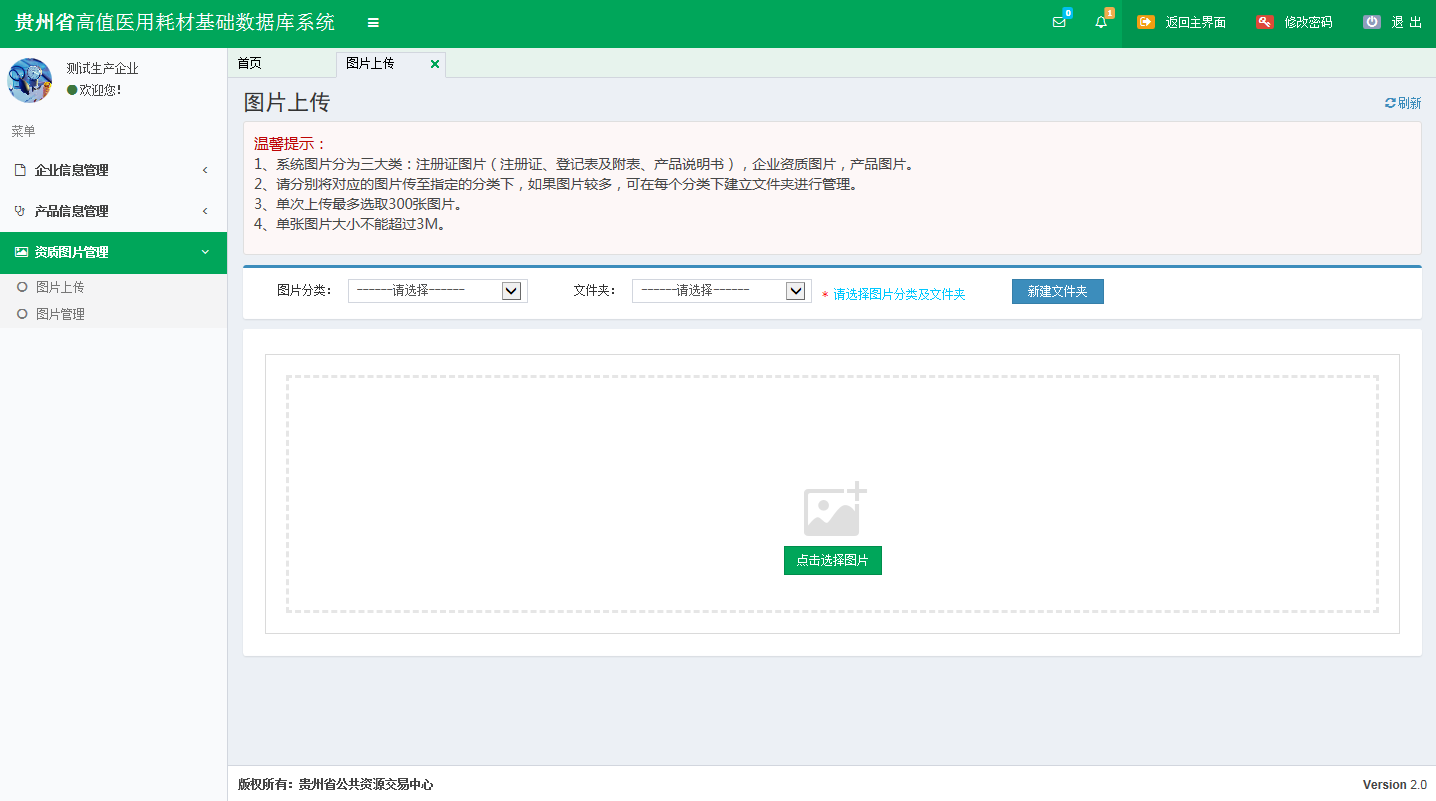 贵州省高值医用耗材基础数据库系统
0
1
返回主界面
修改密码
退 出
测试生产企业
欢迎您!
菜单
企业信息管理
产品信息管理
资质图片管理
图片上传
图片管理
首页
图片上传
图片上传
刷新
温馨提示：
1、系统图片分为三大类：注册证图片（注册证、登记表及附表、产品说明书），企业资质图片，产品图片。
2、请分别将对应的图片传至指定的分类下，如果图片较多，可在每个分类下建立文件夹进行管理。
3、单次上传最多选取300张图片。
4、单张图片大小不能超过3M。
图片分类： ------请选择------ 文件夹： ------请选择------ * 请选择图片分类及文件夹 新建文件夹
点击选择图片
版权所有：贵州省公共资源交易中心
Version 2.0